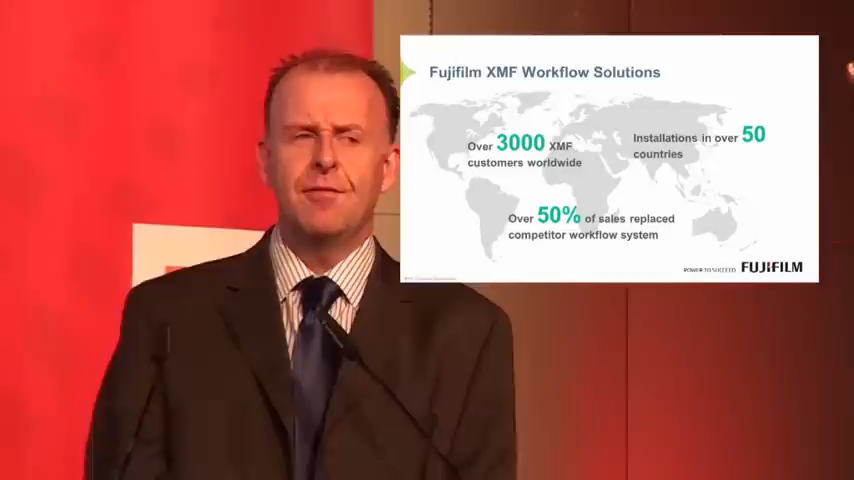 Fujifilm XMF Workflow Solutions
Over 3000 XMF
customers worldwide
Installations in over 50
countries
Over 50% of sales replaced
competitor workflow system
POWER TO SUCCEED FUJIFILM